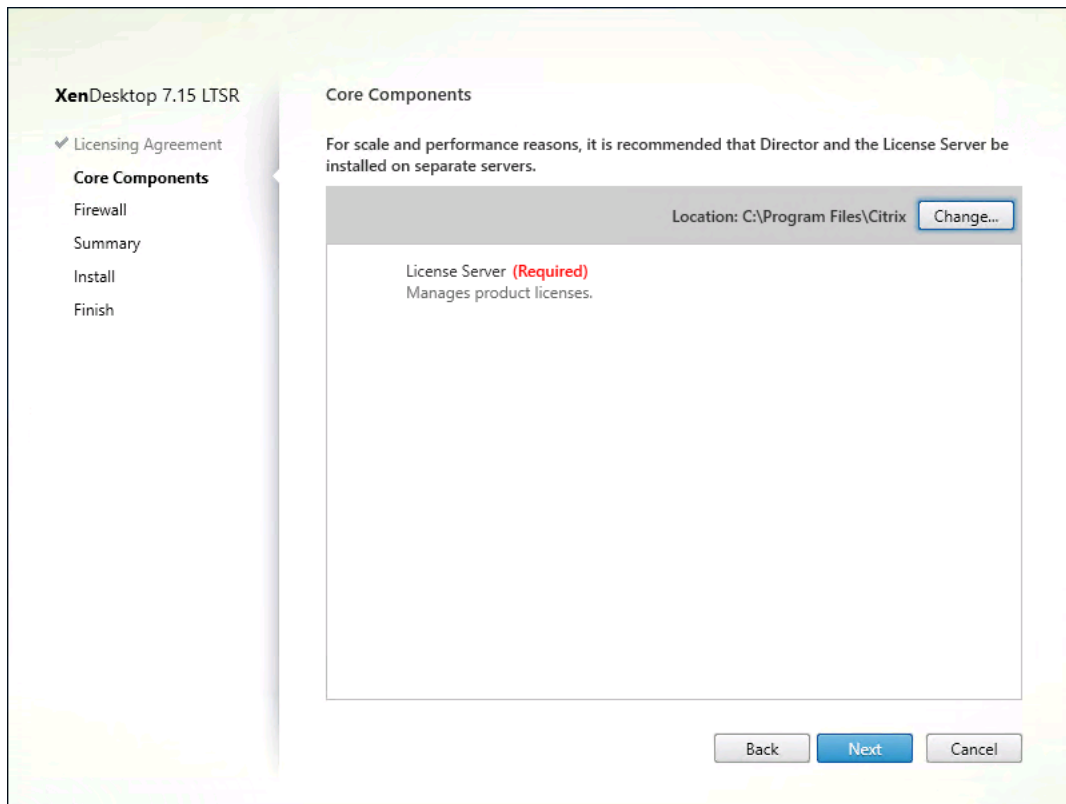 XenDesktop 7.15 LTSR
Licensing Agreement
Core Components
Firewall
Summary
Install
Finish
Core Components
For scale and performance reasons, it is recommended that Director and the License Server be
installed on separate servers.
Location: C:\Program Files\Citrix
Change...
License Server (Required)
Manages product licenses.
Back
Next
Cancel